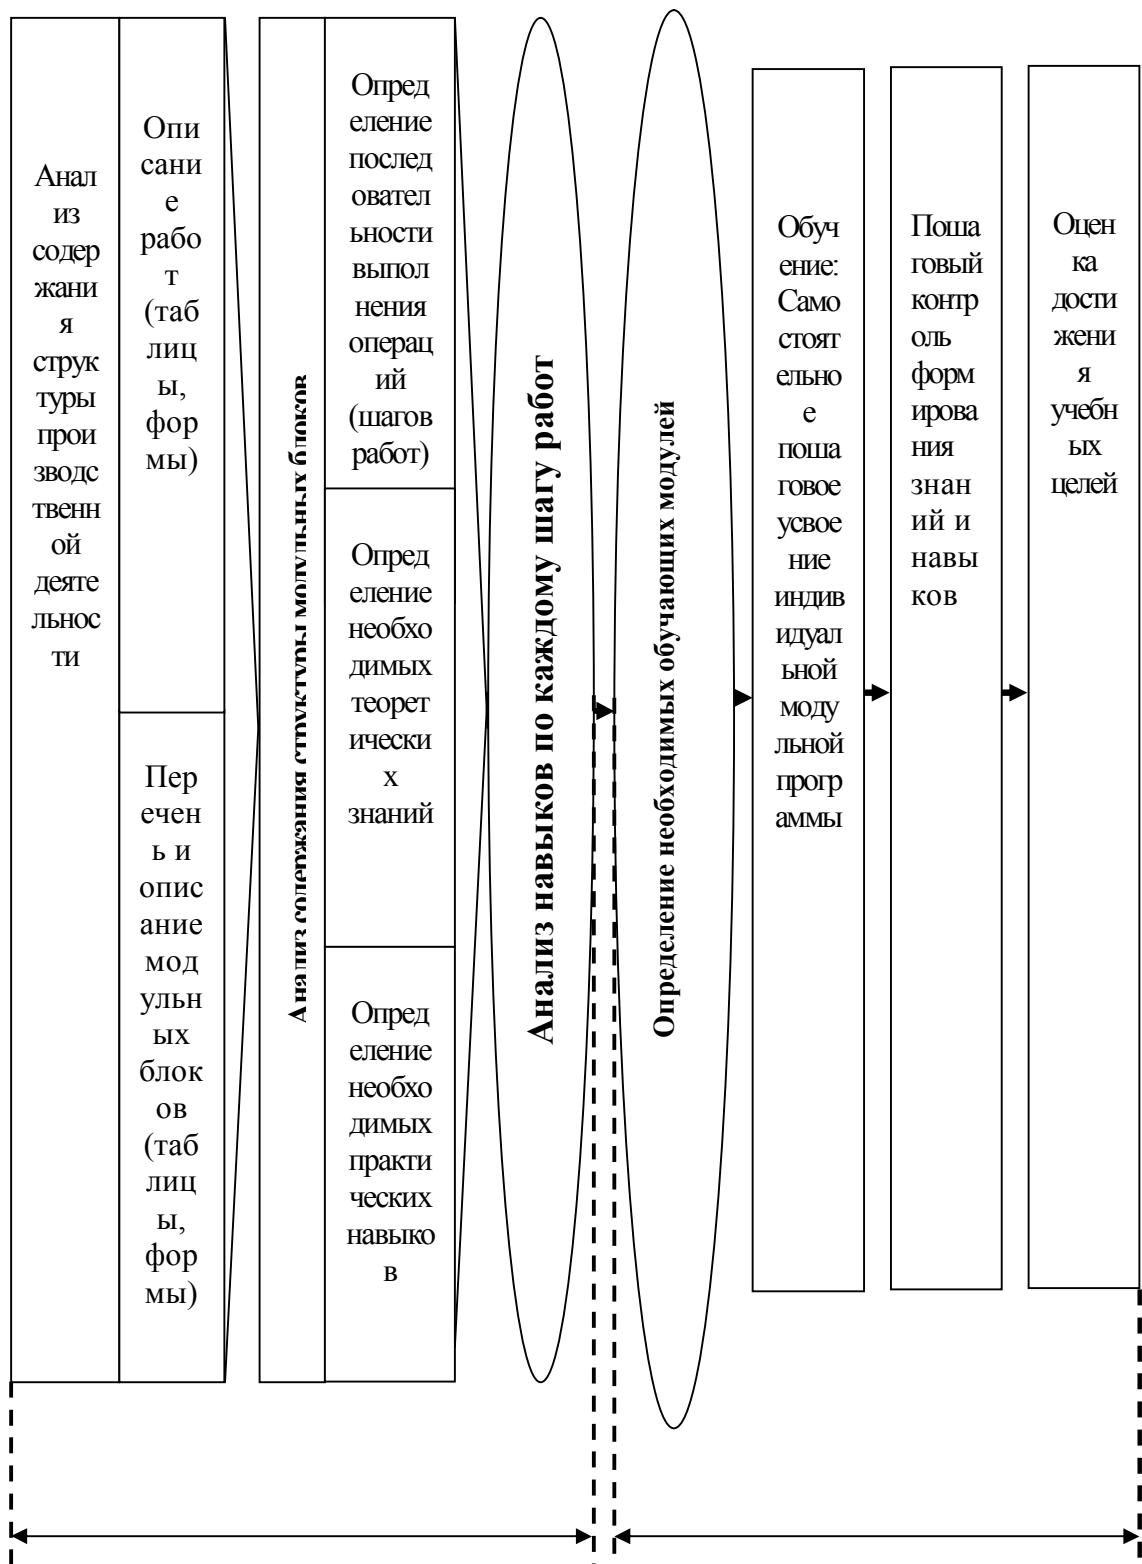 Анал
из
содер
жани
я
струк
туры
прои
зводс
твенн
ой
деяте
льнос
ти
Опи
сани
е
рабо
т
(таб
лиц
ы,
фор
мы)
Пер
ечен
ь и
опис
ание
мод
ульн
ых
блок
ов
(таб
лиц
ы,
фор
мы)
Анализ содержания структуры модульных блоков
Опред
еление
послед
овател
ьности
выпол
нения
операц
ий
(шагов
работ)
Опред
еление
необхо
димых
теорет
ически
х
знаний
Опред
еление
необхо
димых
практи
ческих
навыко
в
Анализ навыков по каждому шагу работ
Определение необходимых обучающих модулей
Обуч
ение:
Само
стоят
ельно
е
поша
говое
усвое
ние
индив
идуал
ьной
моду
льной
прогр
аммы
Поша
говый
контр
оль
форм
ирова
ния
знан
ий и
навы
ков
Оцен
ка
дости
жени
я
учебн
ых
целей